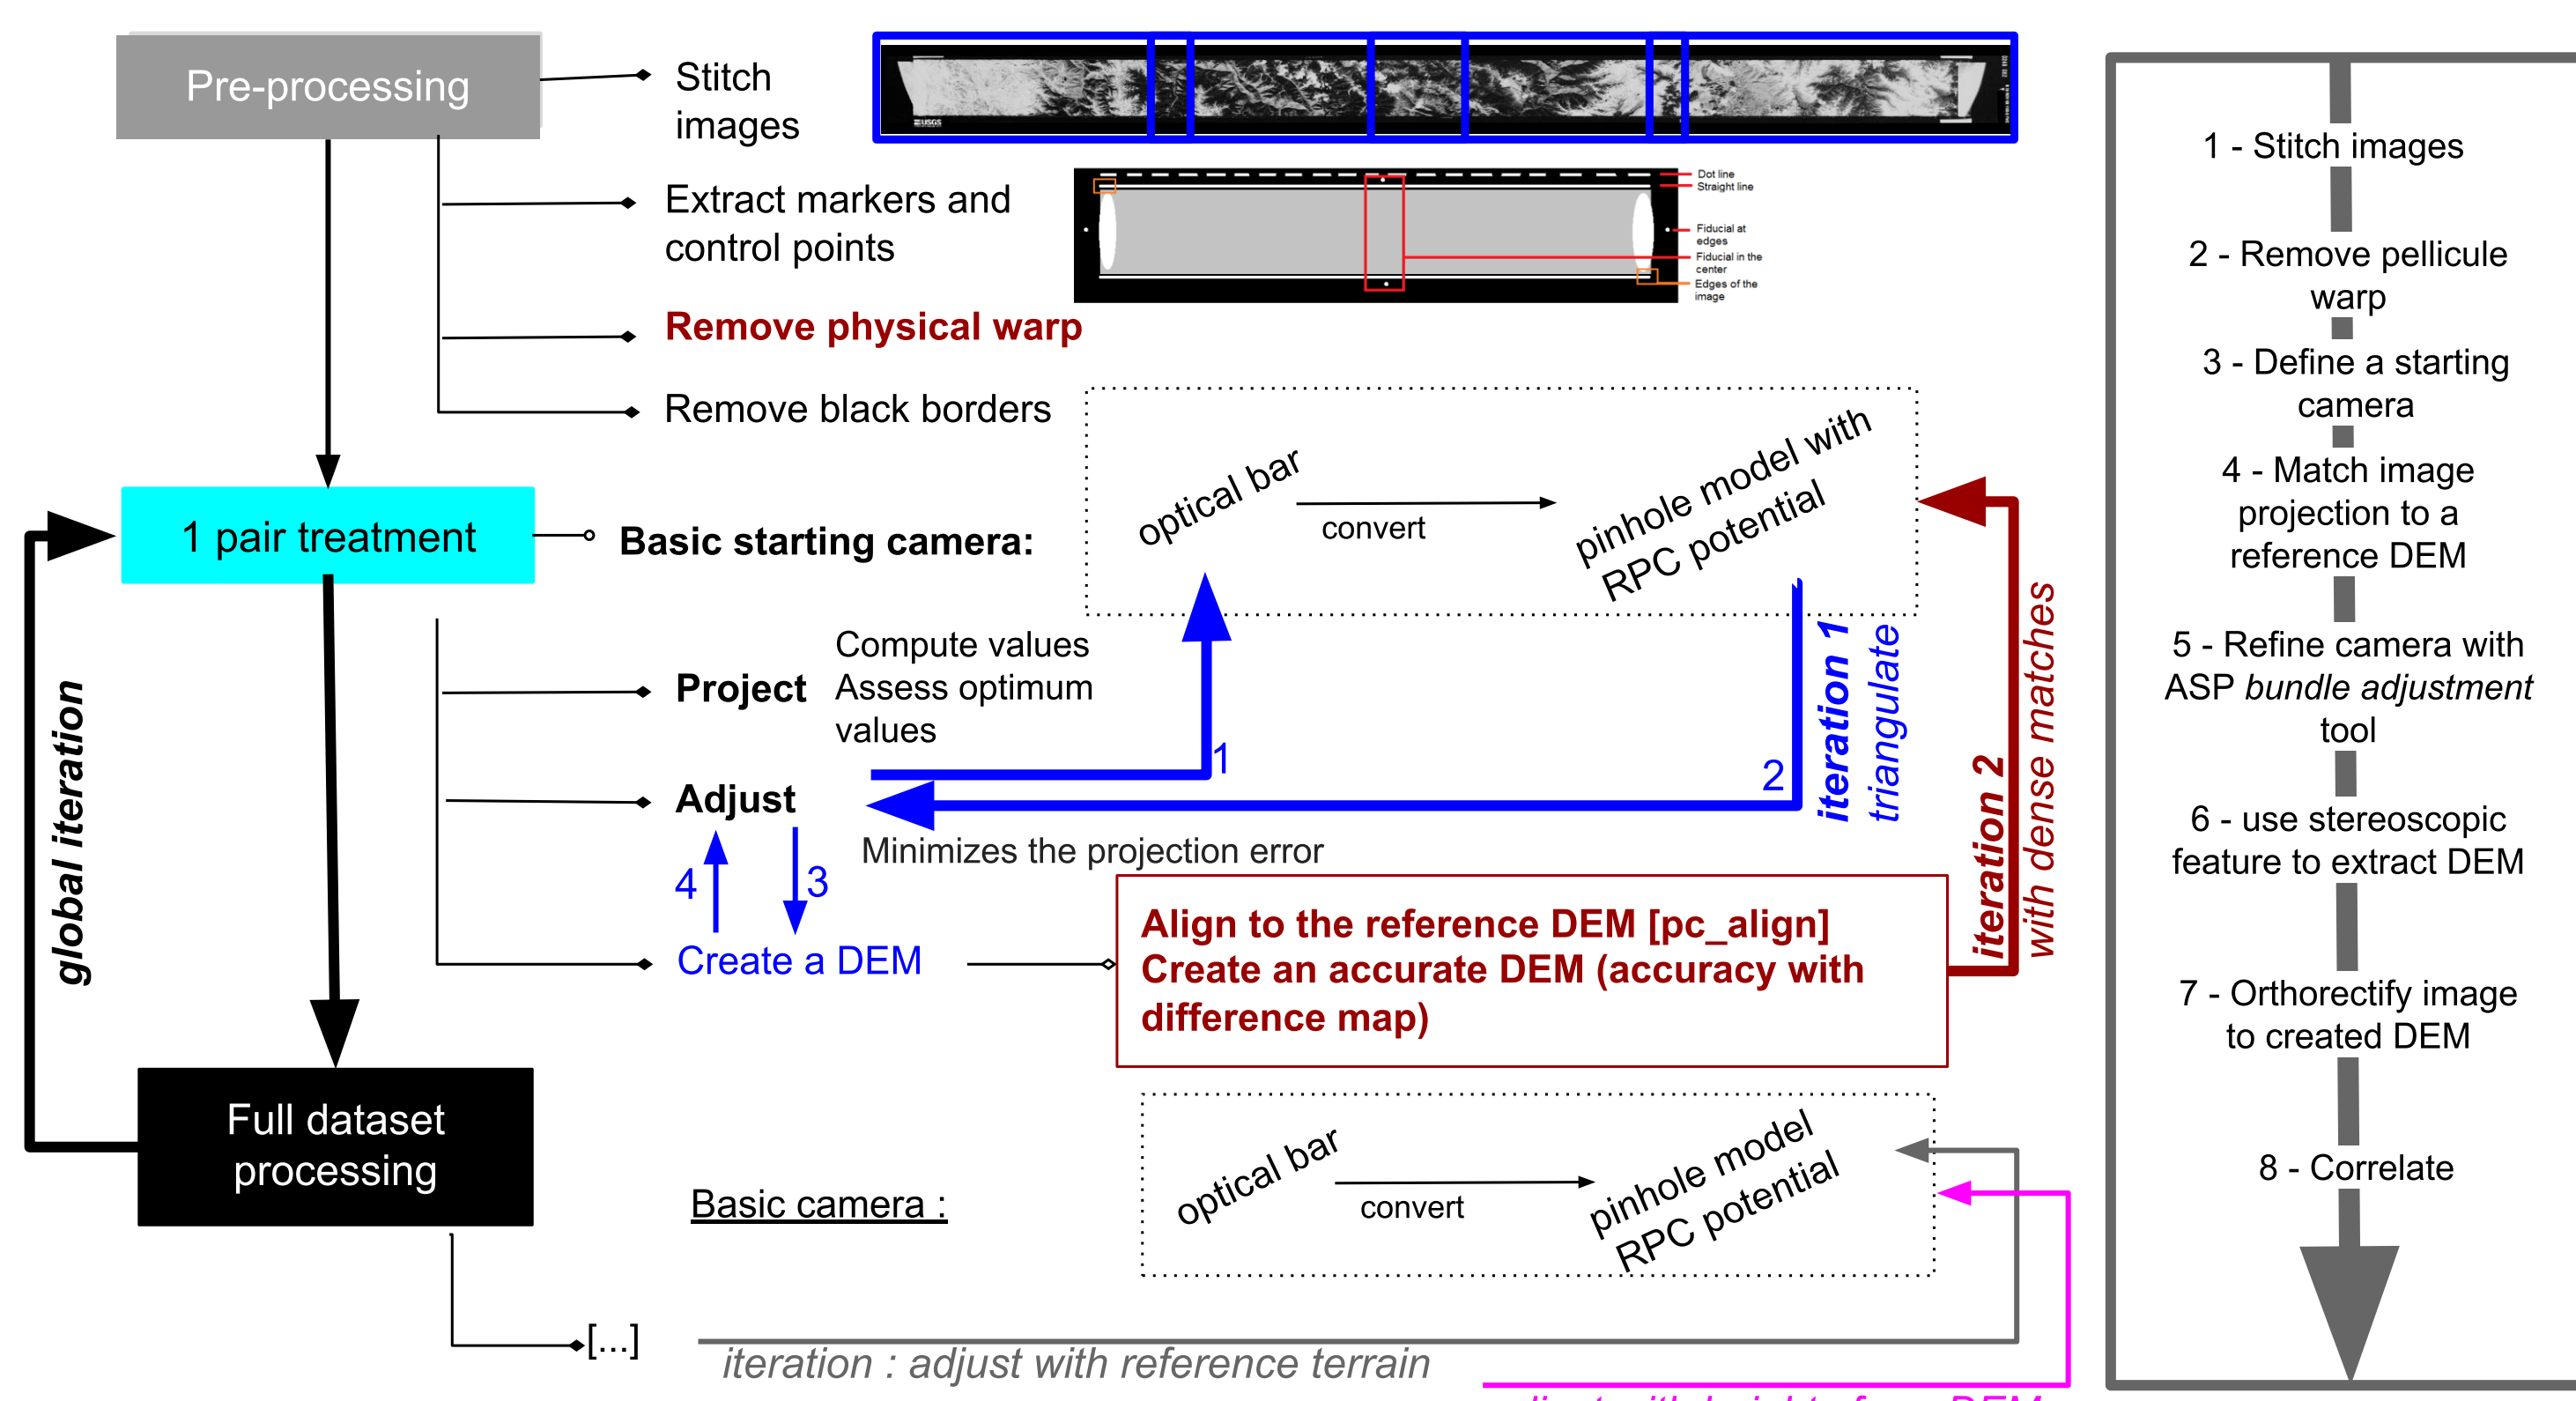 Pre-processing
Stitch
images
USGS
Extract markers and
control points
Dot line
Straight line
Fiducial at
edges
Fiducial in the
center
Edges of the
image
Remove physical warp
Remove black borders
1 pair treatment
Basic starting camera:
optical bar
convert
pinhole model with
RPC potential
Project
Compute values
Assess optimum
values
Adjust
1
2
Minimizes the projection error
iteration 1
triangulate
iteration 2
with dense matches
4
3
Create a DEM
Align to the reference DEM [pc_align]
Create an accurate DEM (accuracy with
difference map)
global iteration
Full dataset
processing
Basic camera :
optical bar
convert
pinhole model
RPC potential
[...]
iteration : adjust with reference terrain
1 - Stitch images
2 - Remove pellicule
warp
3 - Define a starting
camera
4 - Match image
projection to a
reference DEM
5 - Refine camera with
ASP bundle adjustment
tool
6 - use stereoscopic
feature to extract DEM
7 - Orthorectify image
to created DEM
8 - Correlate